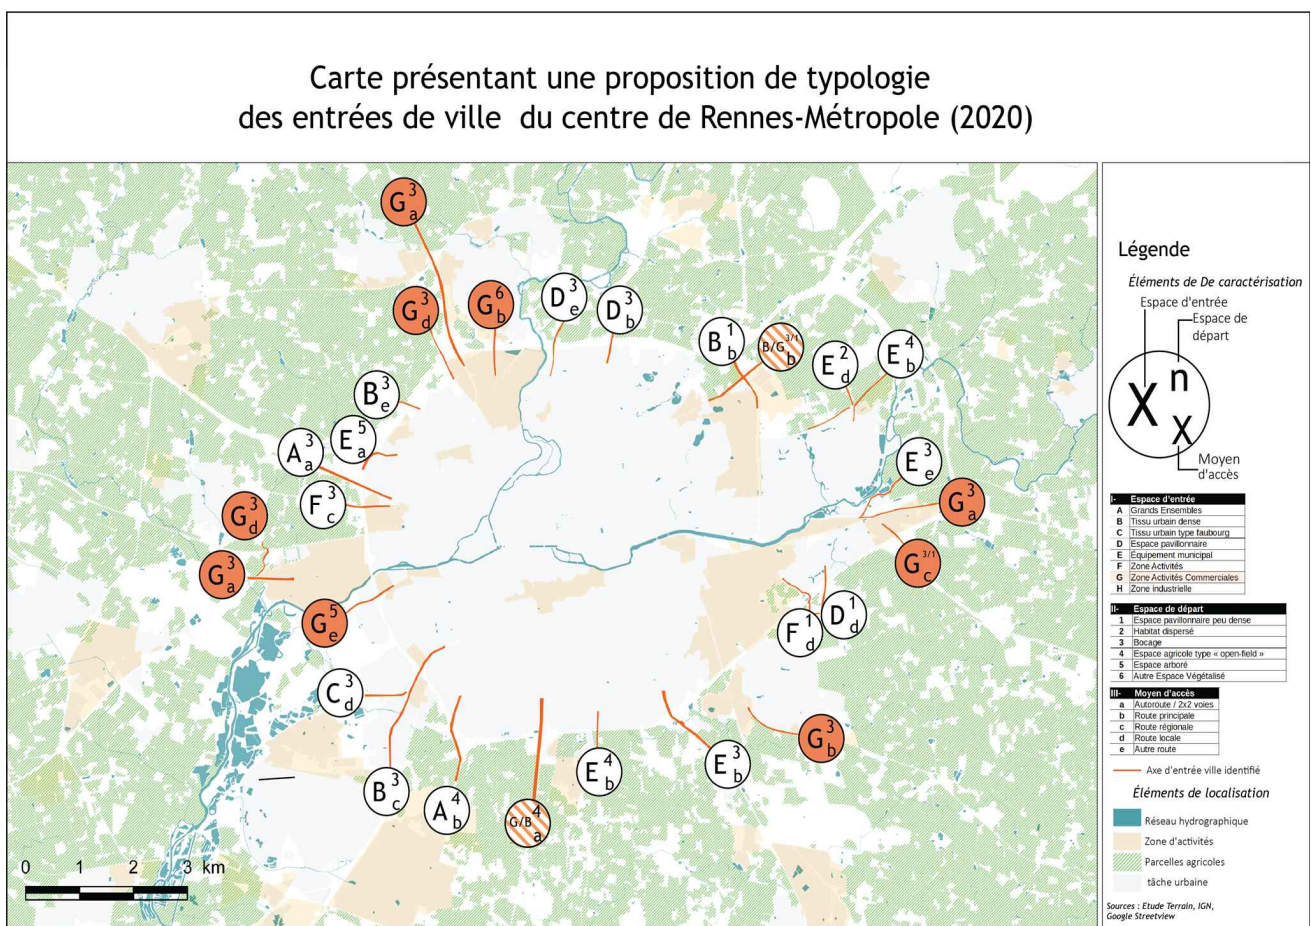 Carte présentant une proposition de typologie
des entrées de ville du centre de Rennes-Métropole (2020)
G 3 a
G 3 d
G 6 b
D 3 e
D 3 b
B 1 b
B/G 3/1 b
E 2 d
E 4 b
B 3 e
E 5 a
A 3 a
F 3 c
G 3 d
G 3 a
G 5 e
E 3 e
G 3 a
G 3/1 c
F 1 d
D 1 d
C 3 d
B 3 c
A 4 b
G/B 4 a
E 4 b
E 3 b
G 3 b
0 1 2 3 km
Légende
Éléments de De caractérisation
Espace d'entrée
Espace de
départ
X n
x
Moyen
d'accès
I- Espace d'entrée
A Grands Ensembles
B Tissu urbain dense
C Tissu urbain type faubourg
D Espace pavillonnaire
E Équipement municipal
F Zone Activités
G Zone Activités Commerciales
H Zone industrielle
II- Espace de départ
1 Espace pavillonnaire peu dense
2 Habitat dispersé
3 Bocage
4 Espace agricole type « open-field »
5 Espace arboré
6 Autre Espace Végétalisé
III- Moyen d'accès
a Autoroute / 2x2 voies
b Route principale
c Route régionale
d Route locale
e Autre route
Axe d'entrée ville identifié
Éléments de localisation
Réseau hydrographique
Zone d'activités
Parcelles agricoles
tâche urbaine
Sources : Etude Terrain, IGN,
Google Streetview